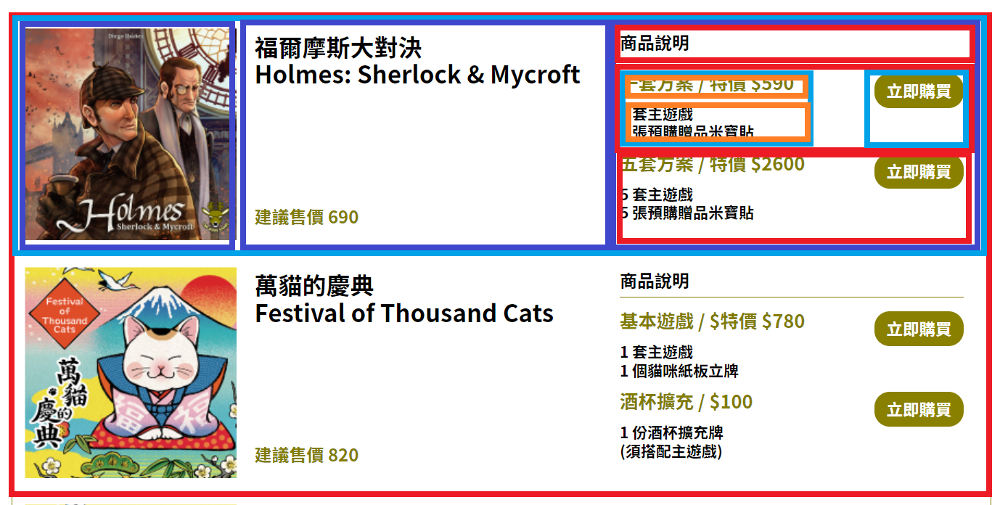 Diego Ibáñez
Holmes
Sherlock & Mycroft
福爾摩斯大對決
Holmes: Sherlock & Mycroft
建議售價 690
商品說明
一套方案 / 特價 $590
套主遊戲
張預購贈品米寶貼
立即購買
五套方案 / 特價 $2600
5 套主遊戲
5 張預購贈品米寶貼
立即購買
Festival
of
Thousand
Cats
萬貓的慶典
福 福
萬貓的慶典
Festival of Thousand Cats
建議售價 820
商品說明
基本遊戲 / $特價 $780
1 套主遊戲
1 個貓咪紙板立牌
立即購買
酒杯擴充 / $100
1 份酒杯擴充牌
(須搭配主遊戲)
立即購買